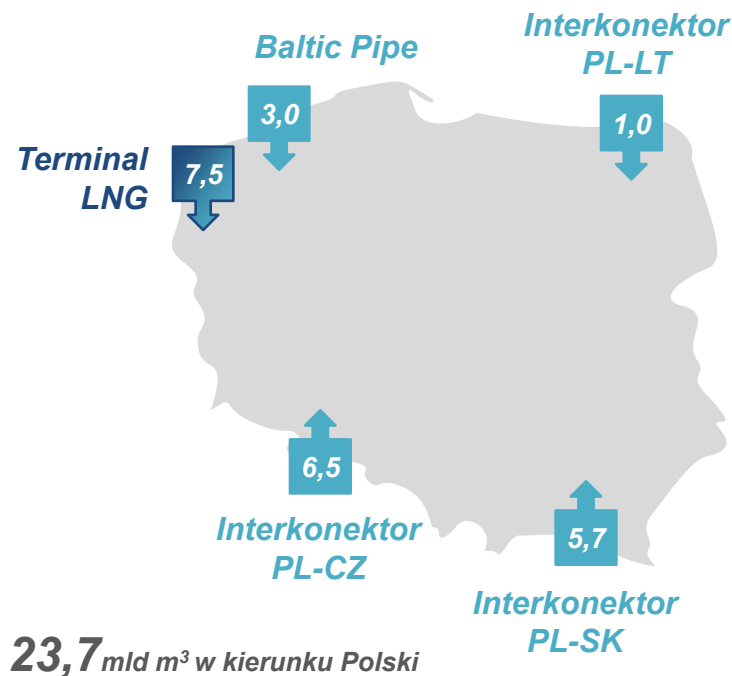 Baltic Pipe
3,0
Interkonektor
PL-LT
1,0
Terminal
LNG
7,5
6,5
Interkonektor
PL-CZ
5,7
Interkonektor
PL-SK
23,7 mld m³ w kierunku Polski